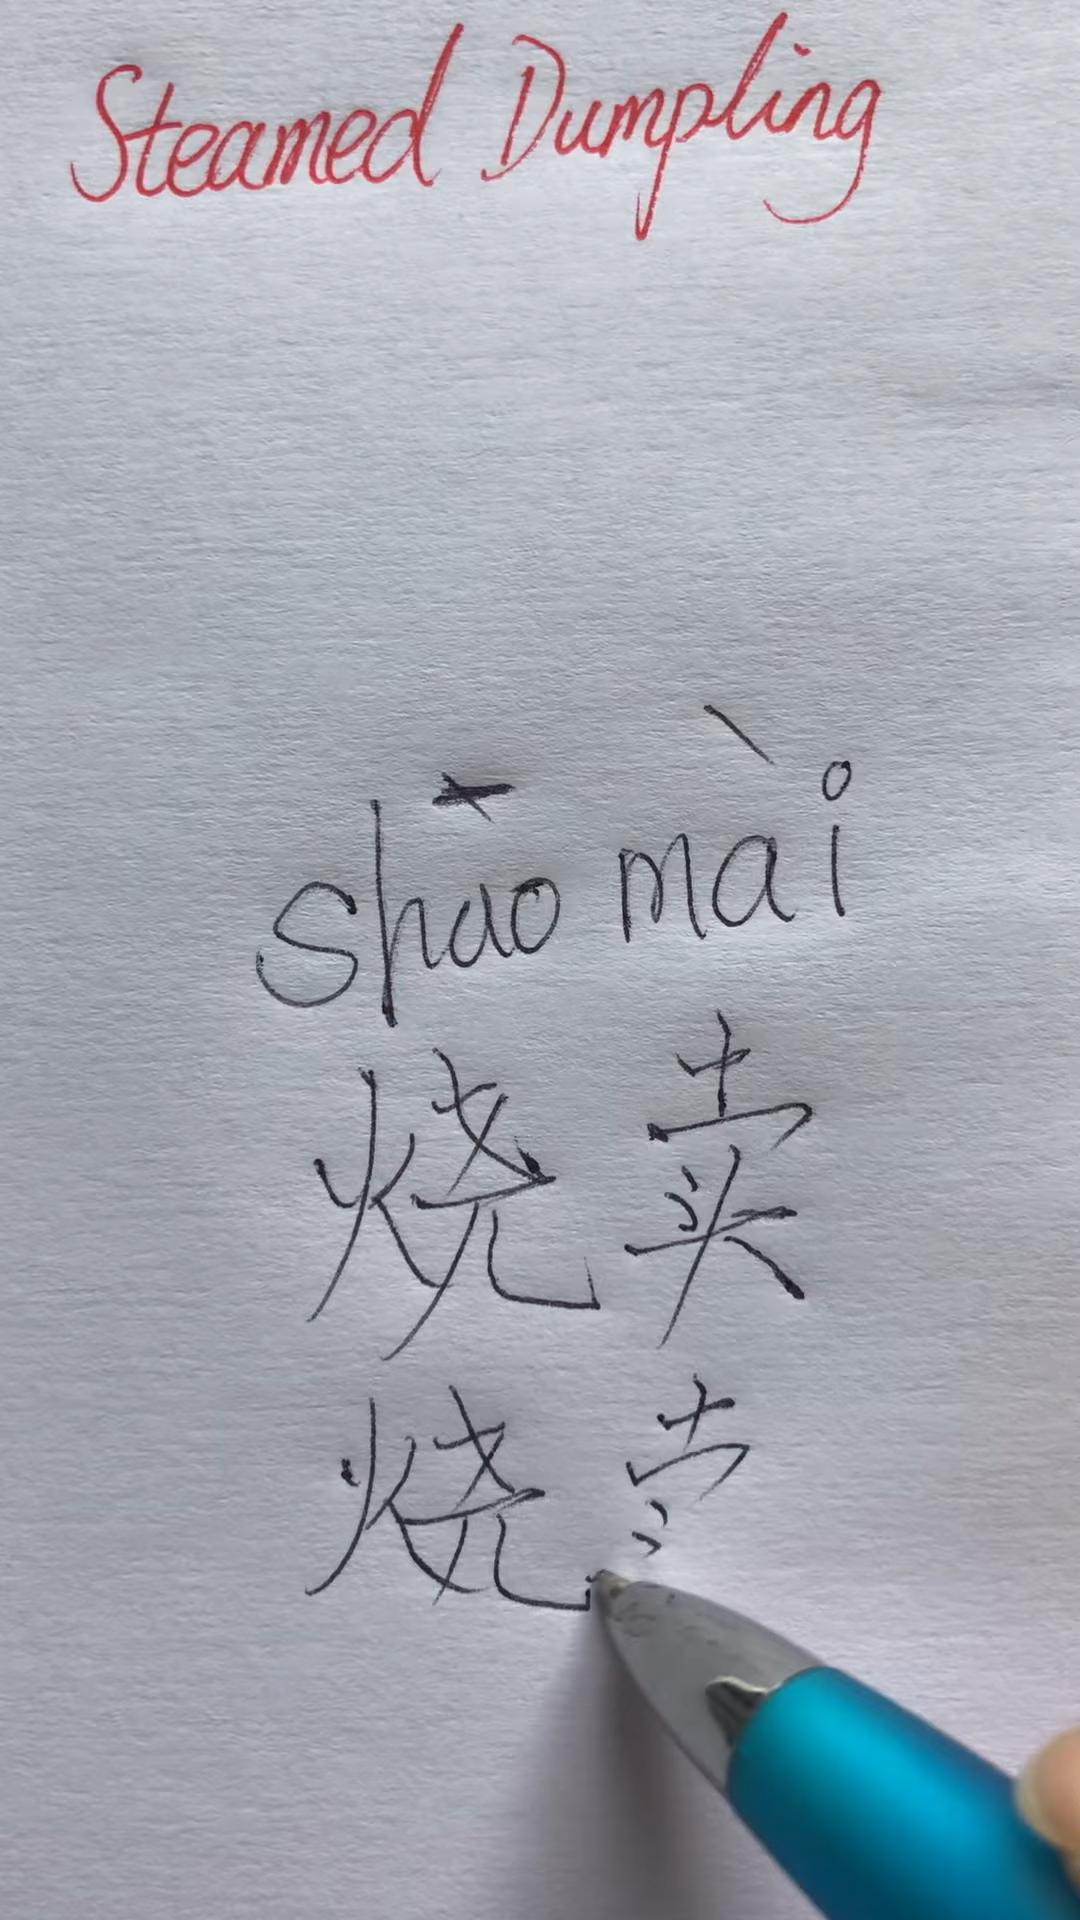 Steamed Dumpling
shāo mài
烧卖
烧